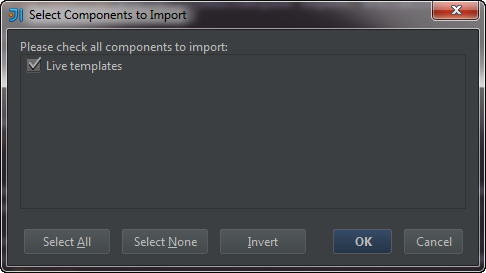 Select Components to Import
Please check all components to import:
Live templates
Select All
Select None
Invert
OK
Cancel